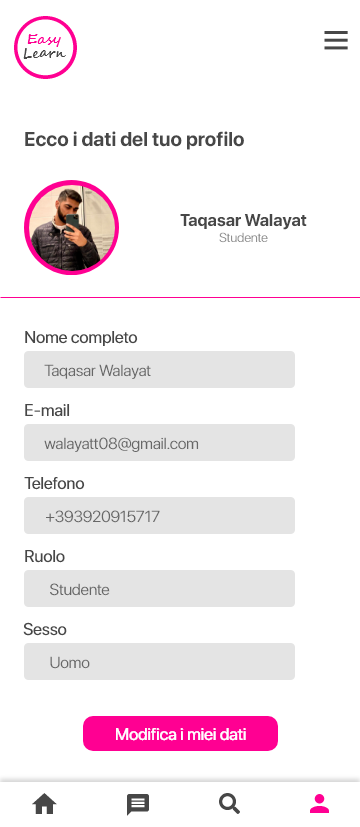 Easy
Learn
Ecco i dati del tuo profilo
Taqasar Walayat
Studente
Nome completo
Taqasar Walayat
E-mail
walayatt08@gmail.com
Telefono
+393920915717
Ruolo
Studente
Sesso
Uomo
Modifica i miei dati